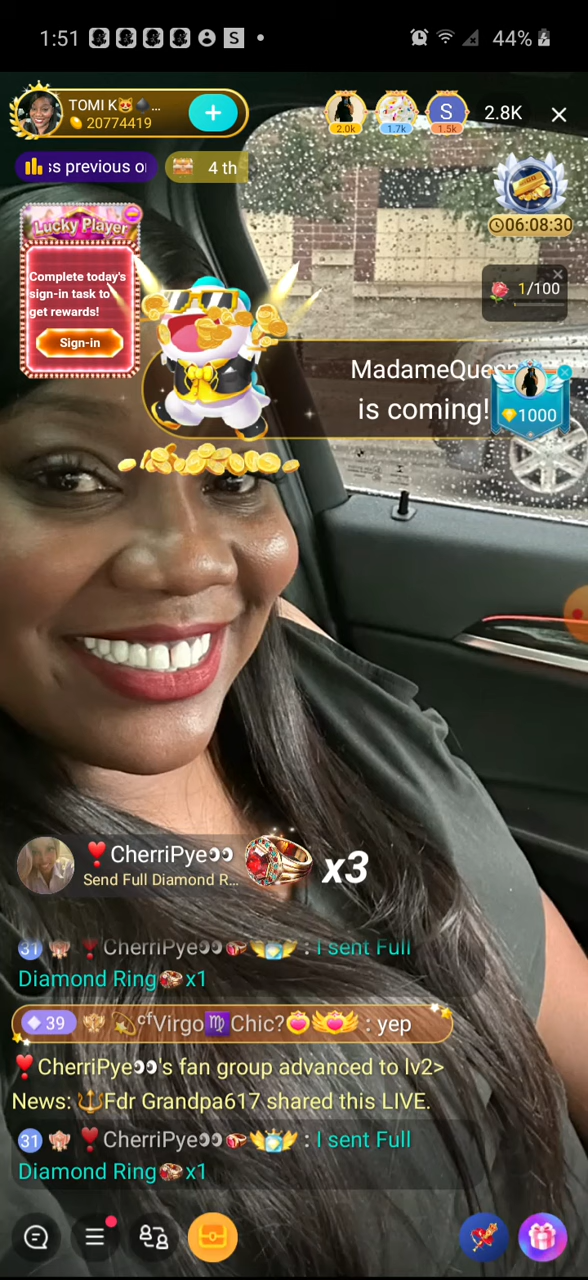 1:51
S
44%
TOMI K😻💣...
20774419
2.0k
1.7k
S
1.5k
2.8K
ss previous o
4 th
06:08:30
Lucky Player
Complete today's
sign-in task to
get rewards!
Sign-in
1/100
MadameQueen
is coming!
1000
❣️CherriPye👀
Send Full Diamond R...
x3
31 ❣️CherriPye👀 : I sent Full
Diamond Ring x1
39 💫ᶜᶠVirgo♍Chic? : yep
❣️CherriPye👀's fan group advanced to lv2>
News: 🔱Fdr Grandpa617 shared this LIVE.
31 ❣️CherriPye👀 : I sent Full
Diamond Ring x1